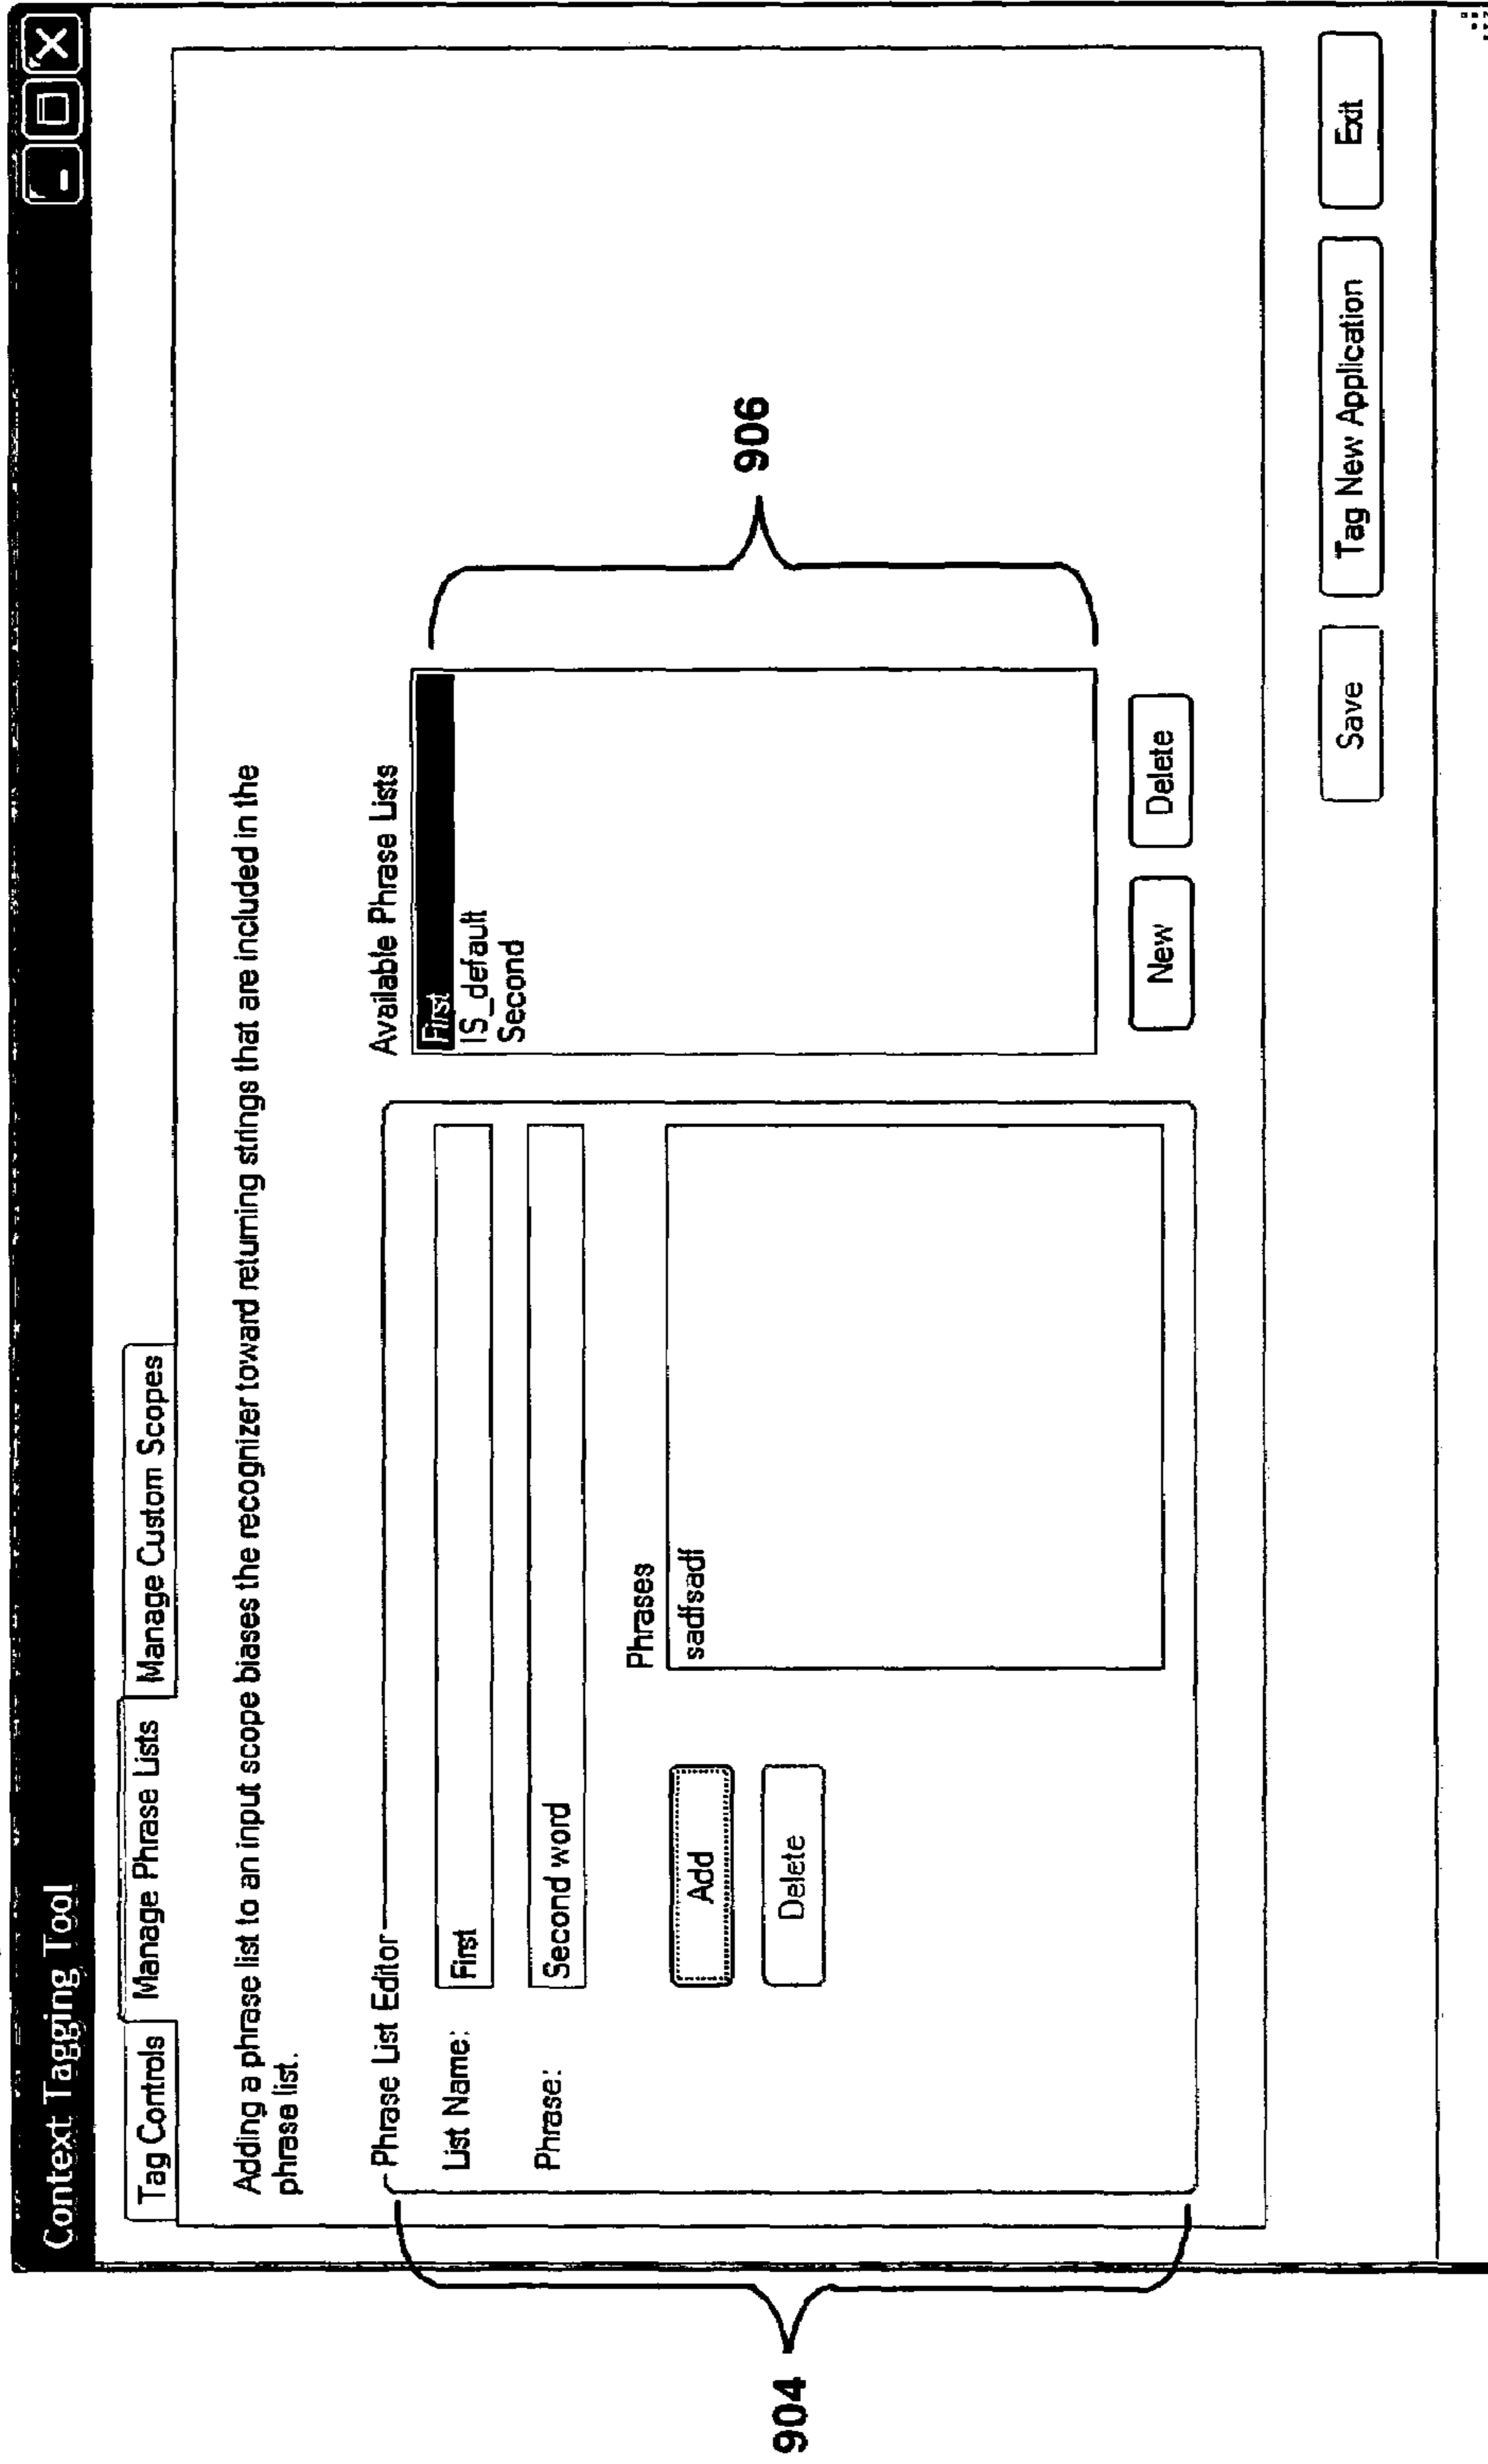 Context Tagging Tool
Tag Controls
Manage Phrase Lists
Manage Custom Scopes
Adding a phrase list to an input scope biases the recognizer toward returning strings that are included in the
phrase list.
Phrase List Editor
List Name:
First
Phrase:
Second word
Add
Delete
Phrases
sadfsadf
Available Phrase Lists
First
IS_default
Second
New
Delete
Save
Tag New Application
Exit
904
906